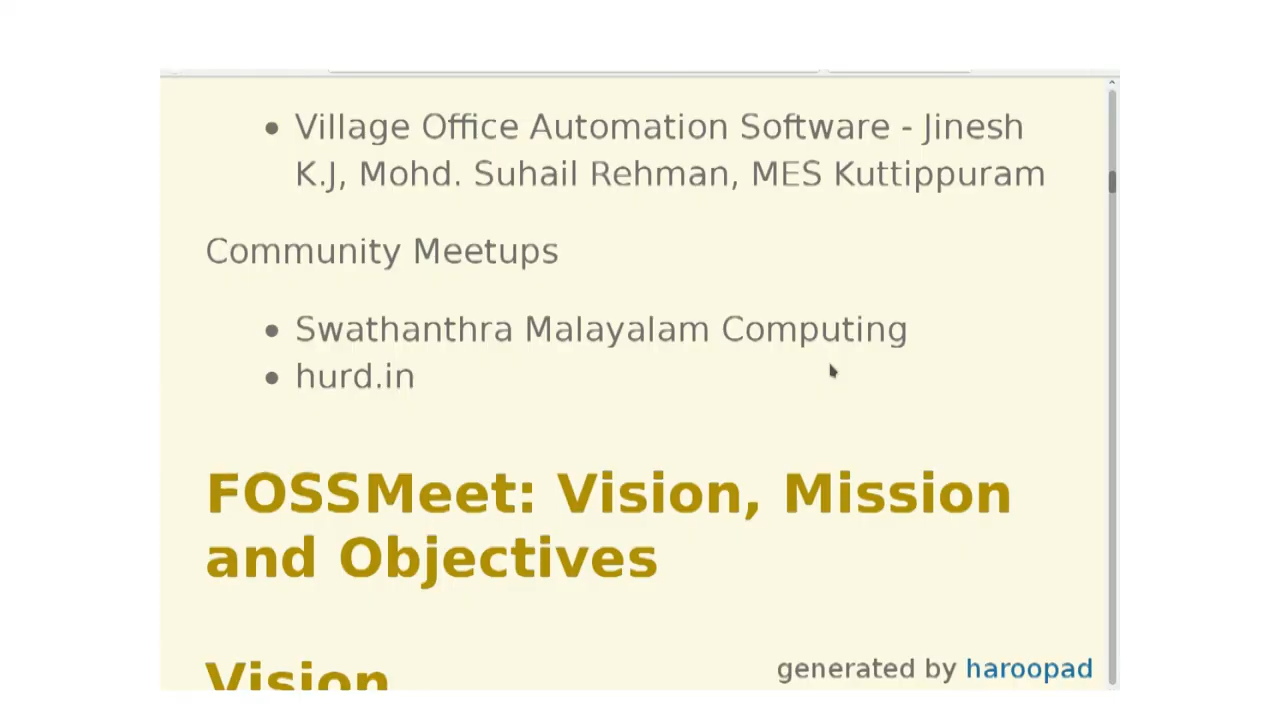 Village Office Automation Software - Jinesh
K.J, Mohd. Suhail Rehman, MES Kuttippuram
Community Meetups
Swathanthra Malayalam Computing
hurd.in
FOSSMeet: Vision, Mission
and Objectives
Vision
generated by haroopad